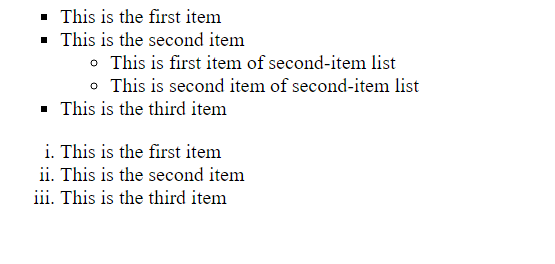 ▪ This is the first item
▪ This is the second item
◦ This is first item of second-item list
◦ This is second item of second-item list
▪ This is the third item
i. This is the first item
ii. This is the second item
iii. This is the third item